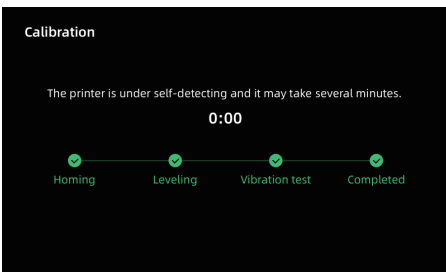 Calibration
The printer is under self-detecting and it may take several minutes.
0:00
Homing
Leveling
Vibration test
Completed